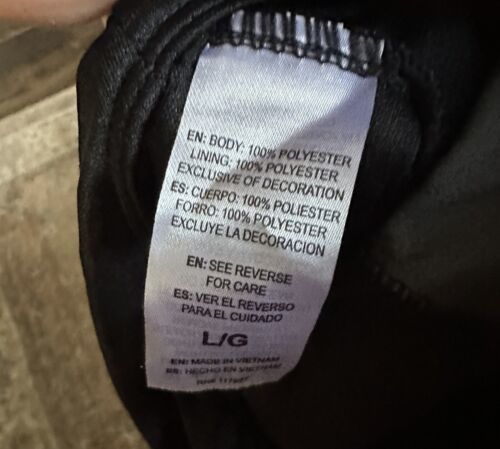 EN: BODY: 100% POLYESTER
LINING: 100% POLYESTER
EXCLUSIVE OF DECORATION
ES: CUERPO: 100% POLIESTER
FORRO: 100% POLYESTER
EXCLUYE LA DECORACION
EN: SEE REVERSE
FOR CARE
ES: VER EL REVERSO
PARA EL CUIDADO
L/G
EN: MADE IN VIETNAM
ES: HECHO EN VIETNAM
RN#